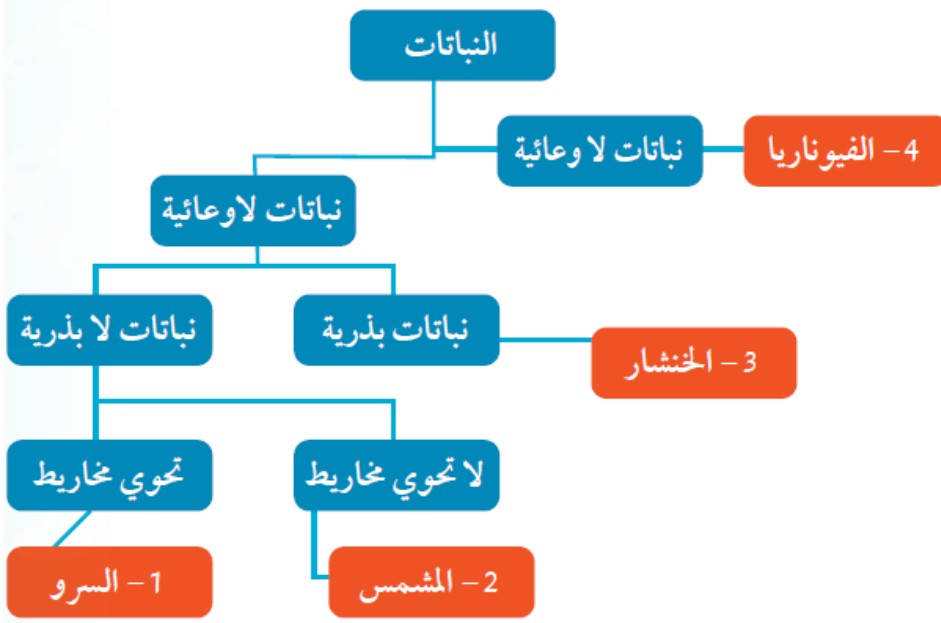 النباتات
نباتات لا وعائية
4- الفيوناريا
نباتات لاوعائية
نباتات بذرية
نباتات لا بذرية
3- الخنشار
لا تحوي مخاريط
تحوي مخاريط
2- المشمس
1- السرو